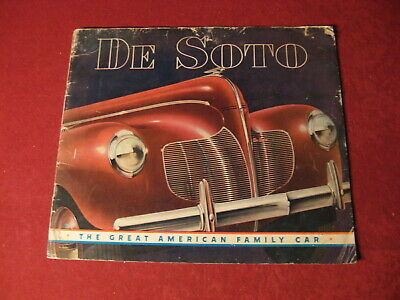 DE SOTO
• THE GREAT AMERICAN FAMILY CAR •